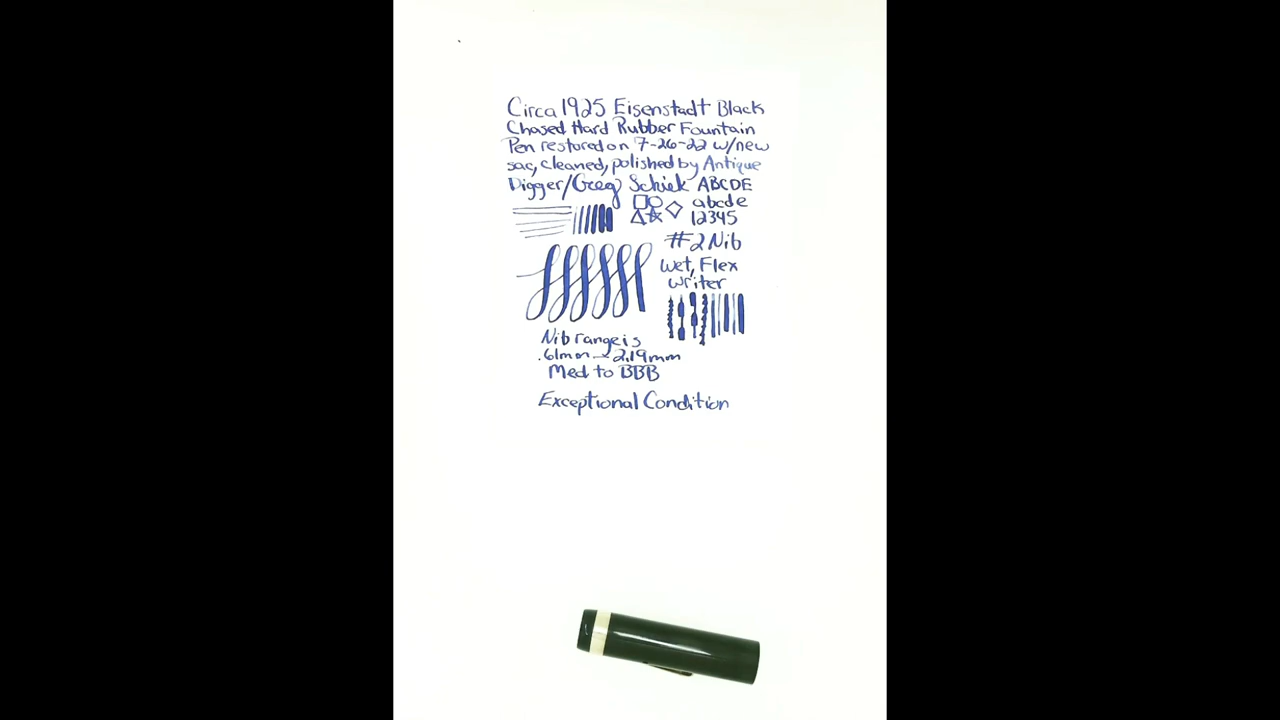 Circa 1925 Eisenstadt Black
Chased Hard Rubber Fountain
Pen restored on 7-26-22 w/new
sac, cleaned, polished by Antique
Digger/Greg Schiek ABCDE
abcde
12345
#2 Nib
Wet, Flex
writer
Nib range is
.61mm - 2.19mm
Med to BBB
Exceptional Condition